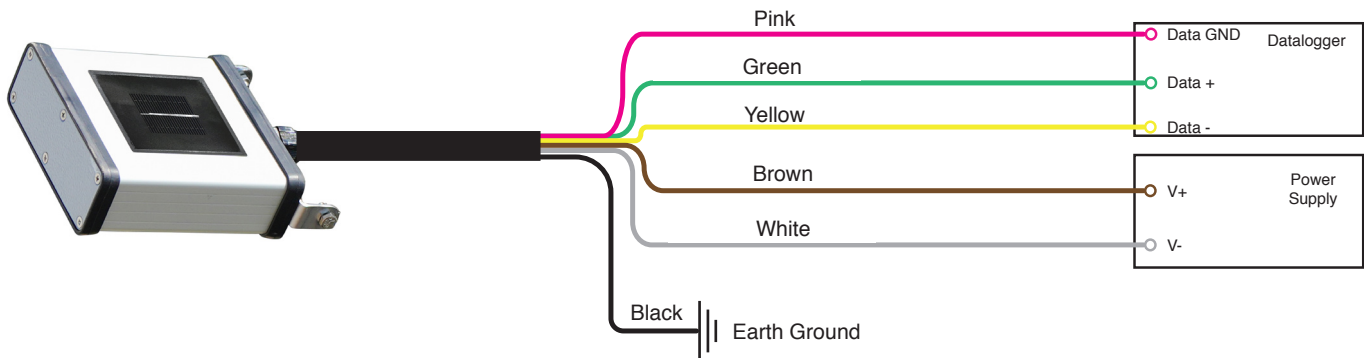 Pink
Data GND
Datalogger
Green
Data +
Yellow
Data -
Brown
V+
Power
Supply
White
V-
Black
Earth Ground